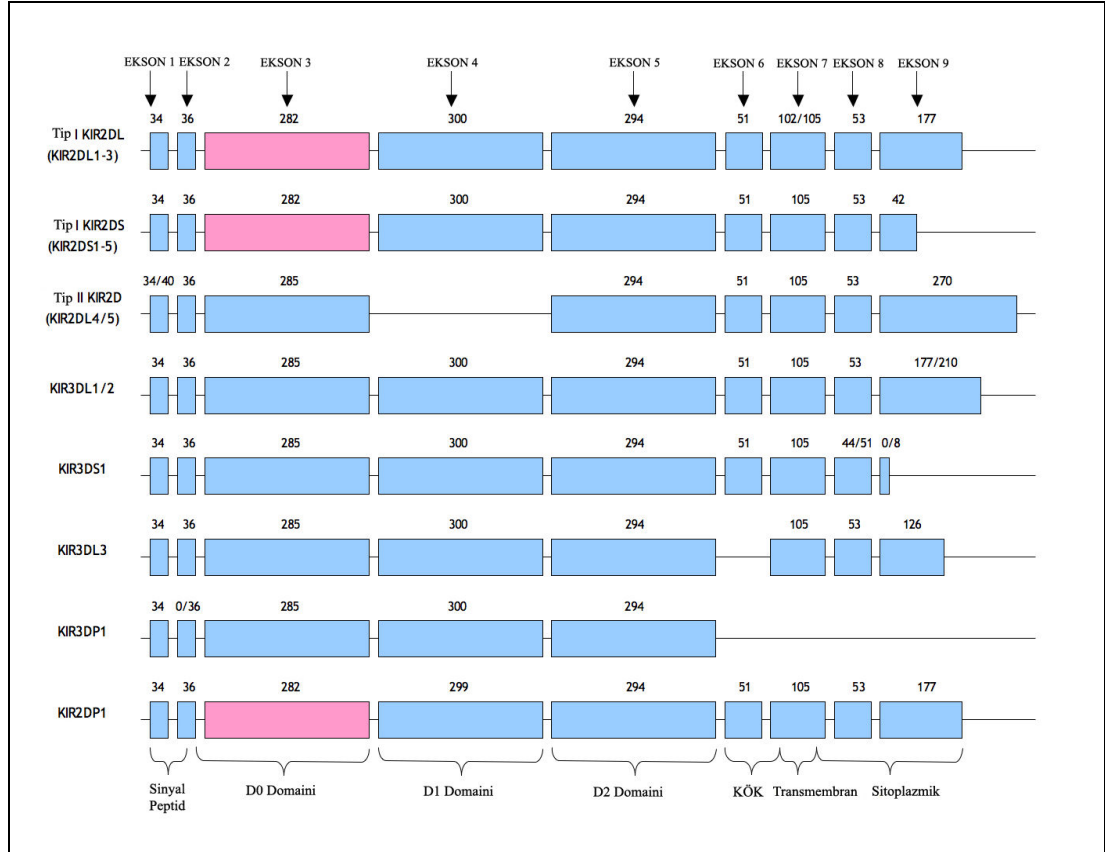 EKSON 1 EKSON 2 EKSON 3 EKSON 4 EKSON 5 EKSON 6 EKSON 7 EKSON 8 EKSON 9
34 36 282 300 294 51 102/105 53 177
Tip I KIR2DL
(KIR2DL1-3)
34 36 282 300 294 51 105 53 42
Tip I KIR2DS
(KIR2DS1-5)
34/40 36 285 294 51 105 53 270
Tip II KIR2D
(KIR2DL4/5)
34 36 285 300 294 51 105 53 177/210
KIR3DL1/2
34 36 285 300 294 51 105 44/51 0/8
KIR3DS1
34 36 285 300 294 105 53 126
KIR3DL3
34 0/36 285 300 294
KIR3DP1
34 36 282 299 294 51 105 53 177
KIR2DP1
Sinyal Peptid D0 Domaini D1 Domaini D2 Domaini KÖK Transmembran Sitoplazmik